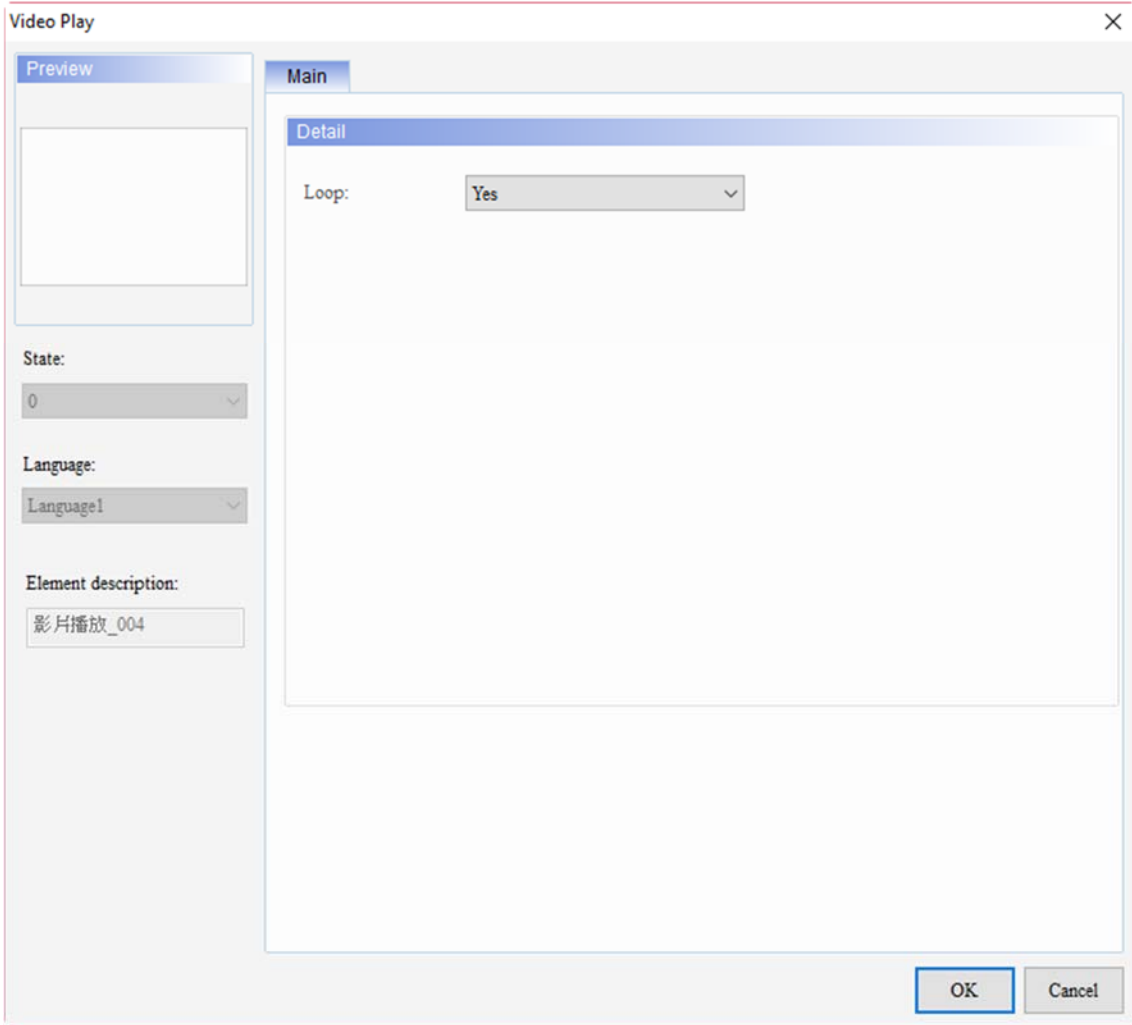 Video Play
Preview
Main
Detail
Loop:
Yes
State:
0
Language:
Language1
Element description:
影片播放_004
OK
Cancel